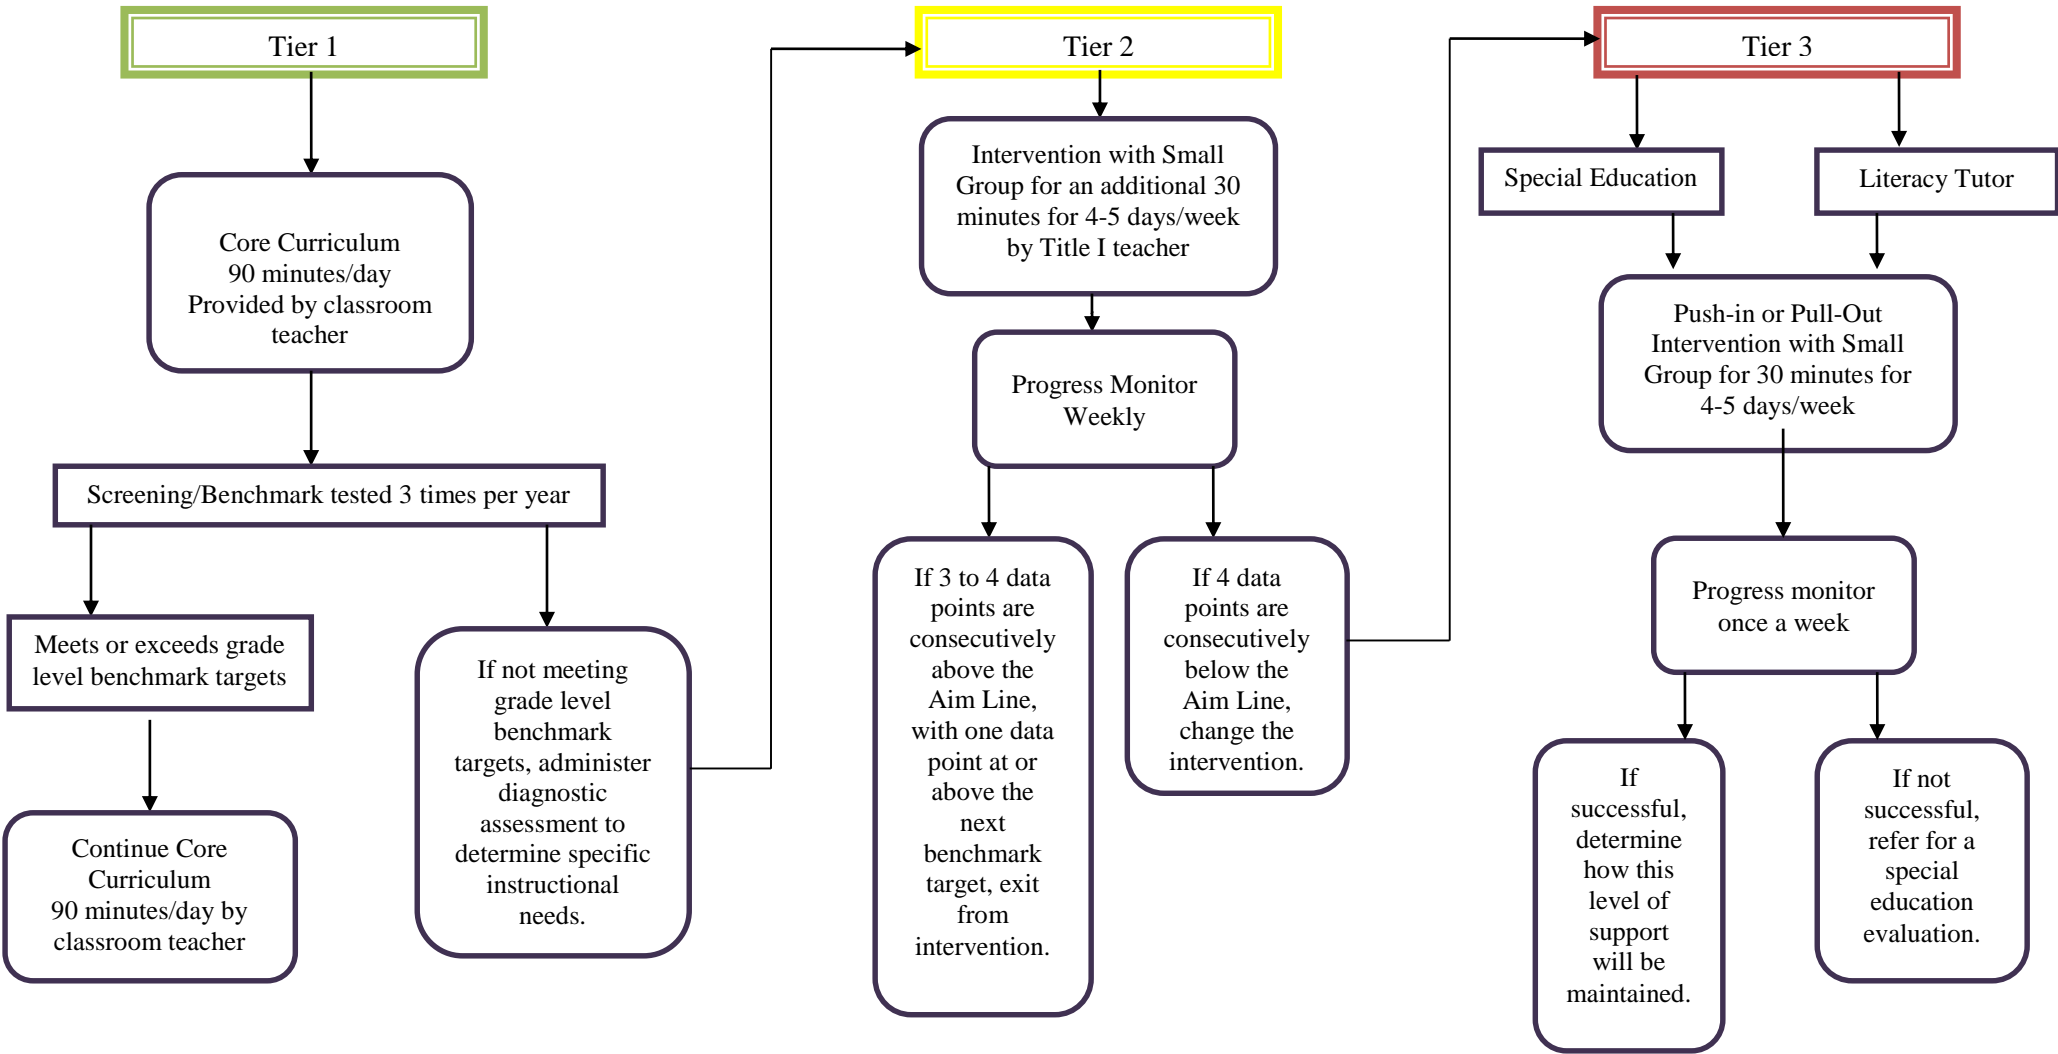 Tier 1
Core Curriculum
90 minutes/day
Provided by classroom
teacher
Screening/Benchmark tested 3 times per year
Meets or exceeds grade
level benchmark targets
Continue Core
Curriculum
90 minutes/day by
classroom teacher
If not meeting
grade level
benchmark
targets, administer
diagnostic
assessment to
determine specific
instructional
needs.
Tier 2
Intervention with Small
Group for an additional 30
minutes for 4-5 days/week
by Title I teacher
Progress Monitor
Weekly
If 3 to 4 data
points are
consecutively
above the
Aim Line,
with one data
point at or
above the
next
benchmark
target, exit
from
intervention.
If 4 data
points are
consecutively
below the
Aim Line,
change the
intervention.
Tier 3
Special Education
Literacy Tutor
Push-in or Pull-Out
Intervention with Small
Group for 30 minutes for
4-5 days/week
Progress monitor
once a week
If
successful,
determine
how this
level of
support
will be
maintained.
If not
successful,
refer for a
special
education
evaluation.